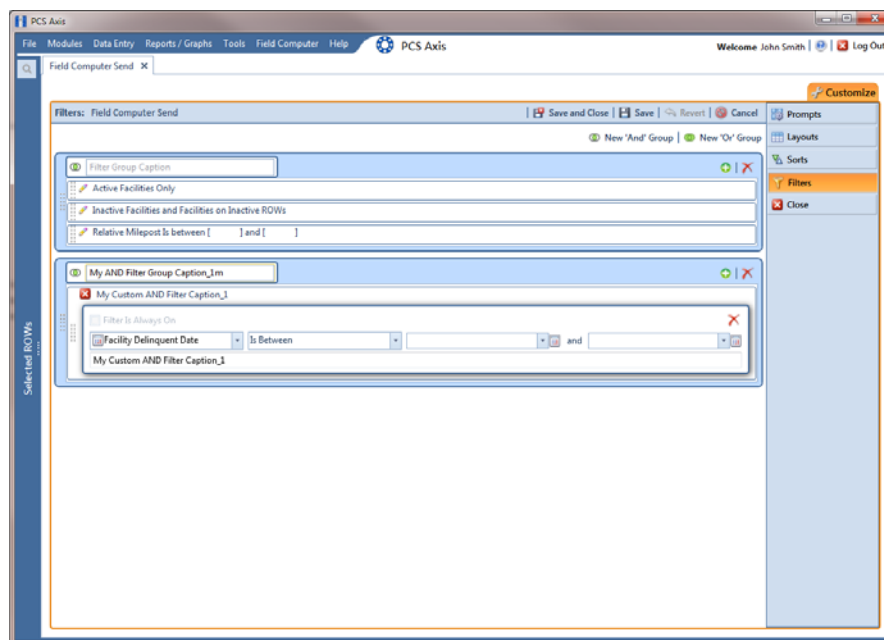 PCS Axis
File Modules Data Entry Reports / Graphs Tools Field Computer Help PCS Axis Welcome John Smith Log Out
Field Computer Send
Customize
Filters: Field Computer Send Save and Close Save Revert Cancel
Prompts
New 'And' Group New 'Or' Group
Layouts
Sorts
Filters
Close
Filter Group Caption
Active Facilities Only
Inactive Facilities and Facilities on Inactive ROWs
Relative Milepost Is between [ ] and [ ]
My AND Filter Group Caption_1m
My Custom AND Filter Caption_1
Filter Is Always On
Facility Delinquent Date Is Between and
My Custom AND Filter Caption_1
Selected ROWs